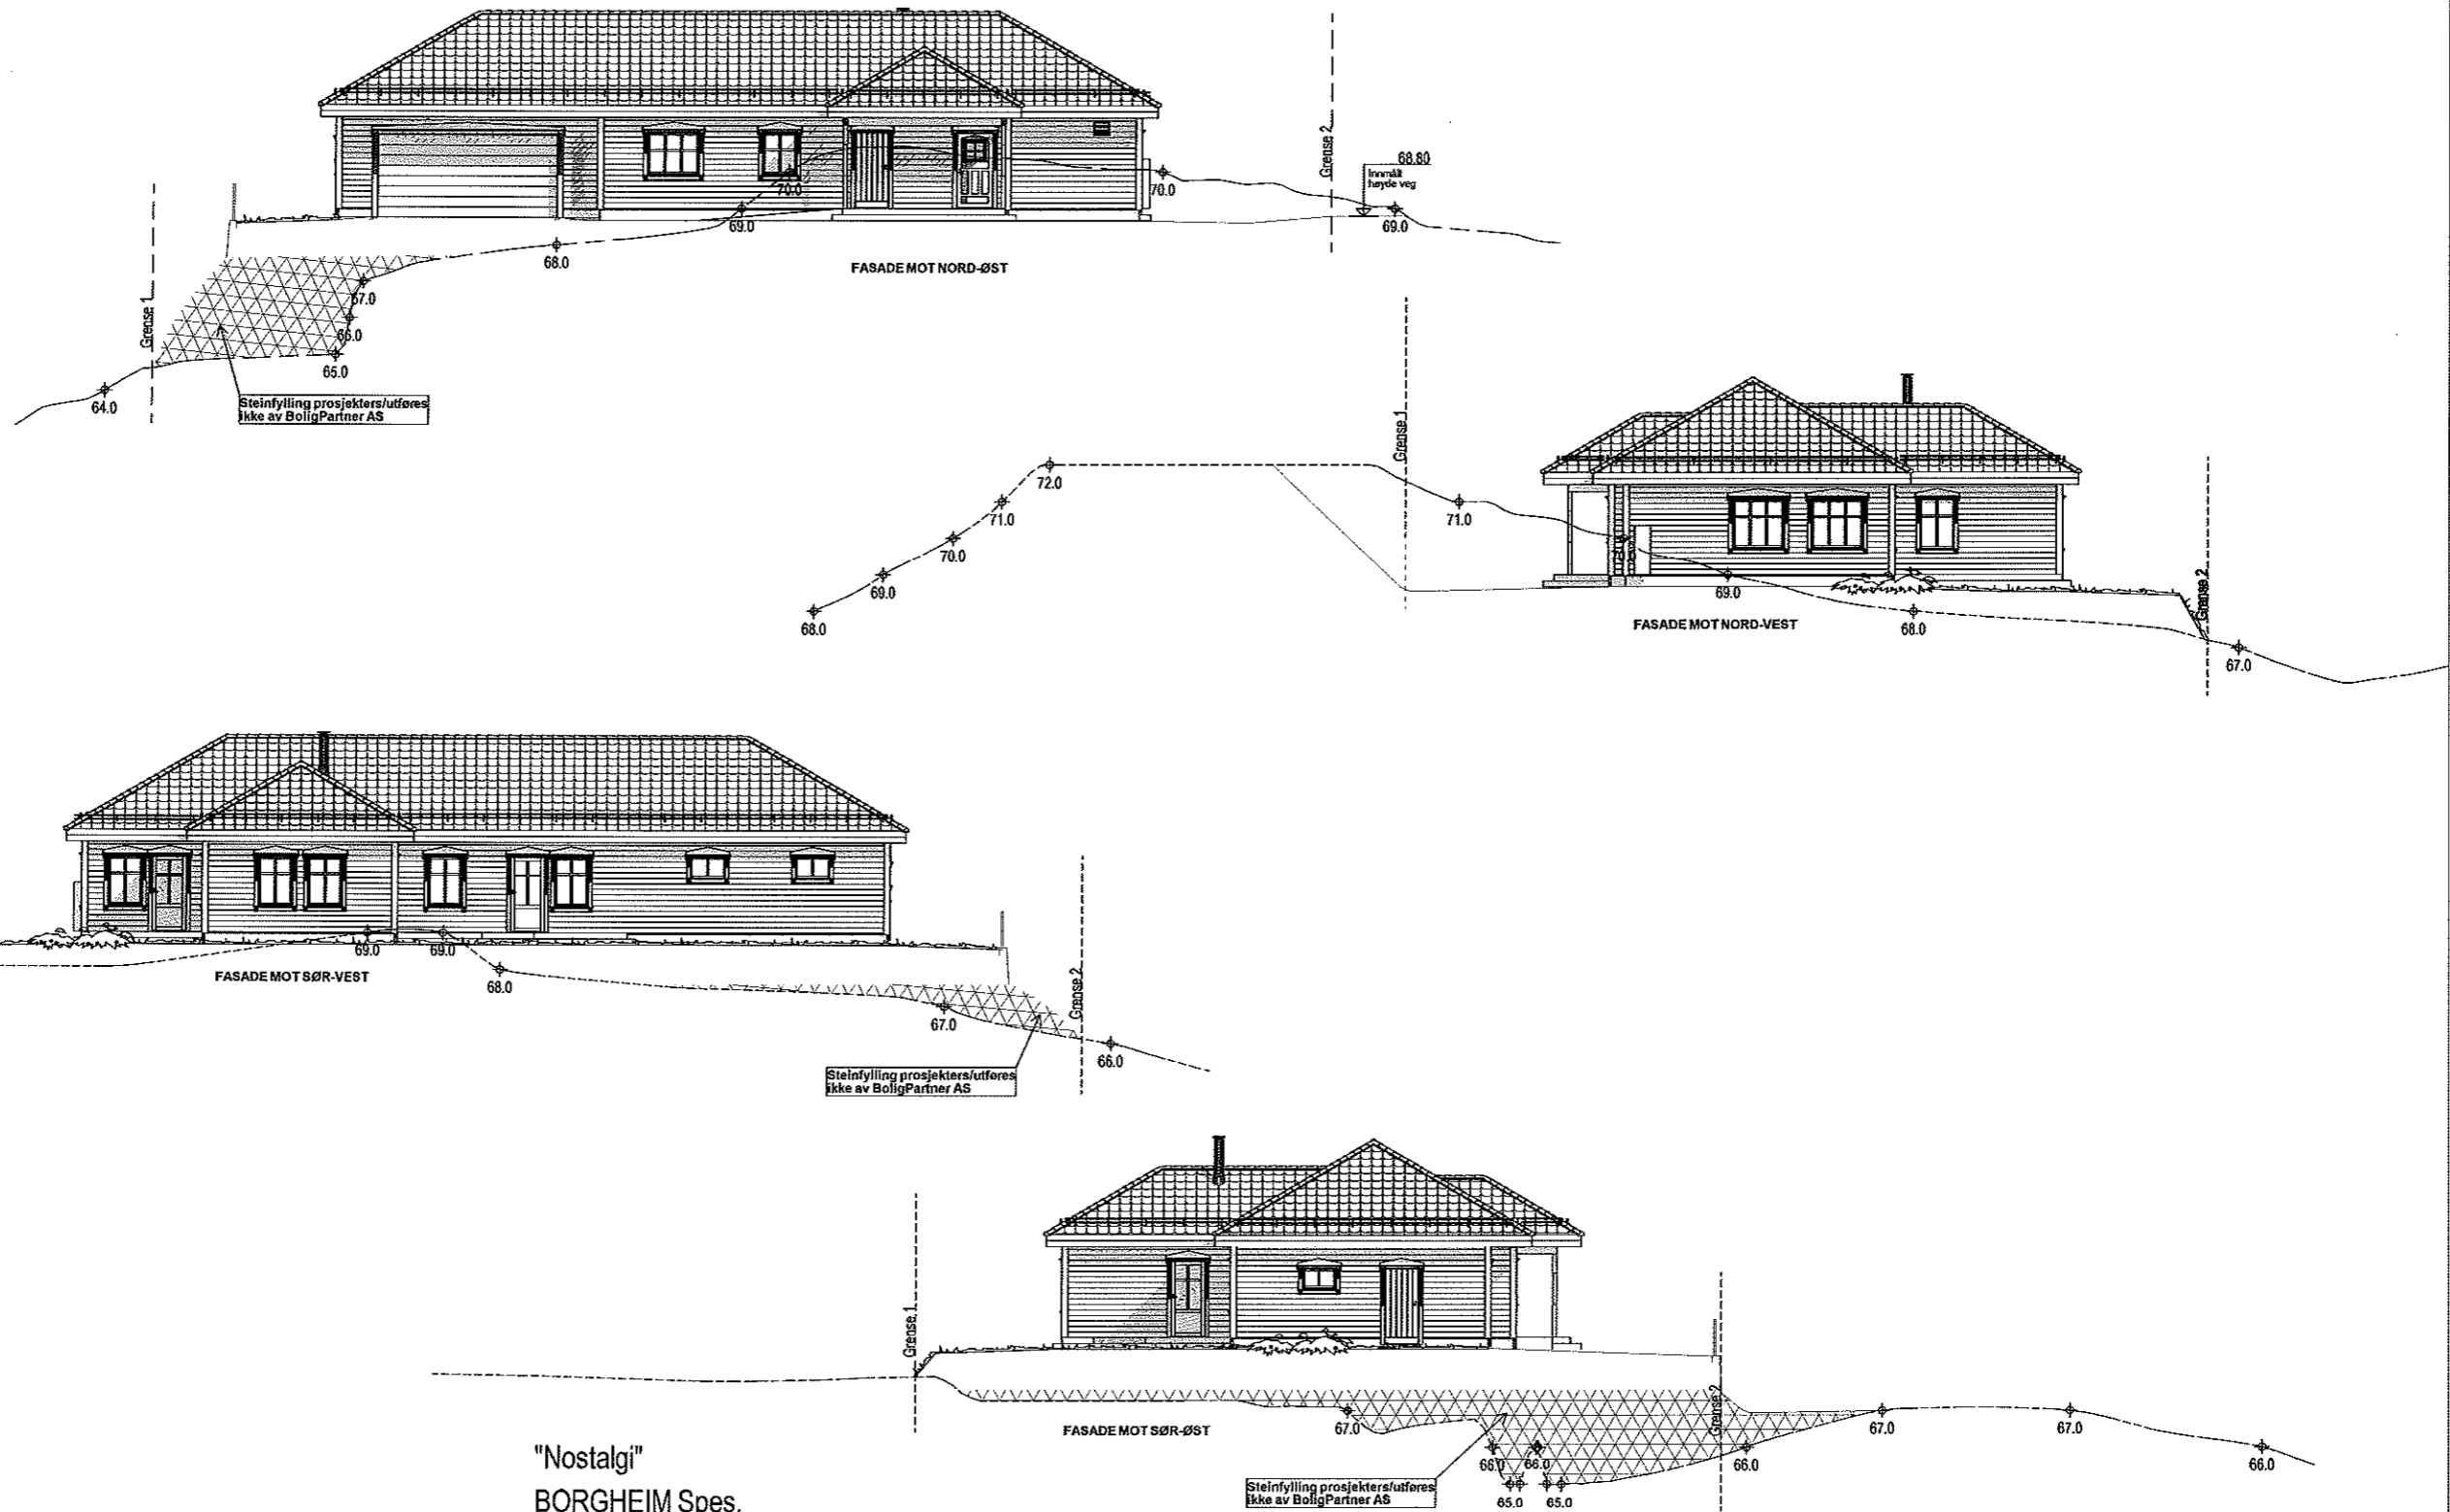 Grense 2
68.80
Innmålt
høyde veg
70.0
70.0
69.0
69.0
68.0
FASADE MOT NORD-ØST
67.0
Grense 1
66.0
65.0
64.0
Steinfylling prosjekters/utføres
ikke av BoligPartner AS
Grense 1
72.0
71.0
71.0
70.0
70.0
69.0
69.0
68.0
FASADE MOT NORD-VEST
68.0
Grense 2
67.0
69.0
69.0
FASADE MOT SØR-VEST
68.0
67.0
Grense 2
66.0
Steinfylling prosjekters/utføres
ikke av BoligPartner AS
Grense 1
FASADE MOT SØR-ØST
67.0
Grense 2
67.0
67.0
66.0
66.0
66.0
66.0
65.0
65.0
Steinfylling prosjekters/utføres
ikke av BoligPartner AS
"Nostalgi"
BORGHEIM Spes.